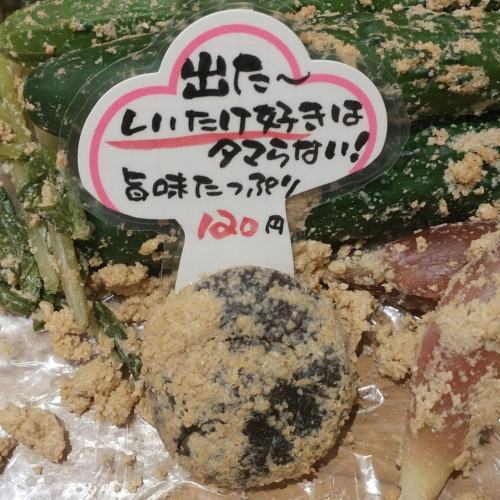 出た〜
しいたけ好きは
タマらない!
旨味たっぷり
120円